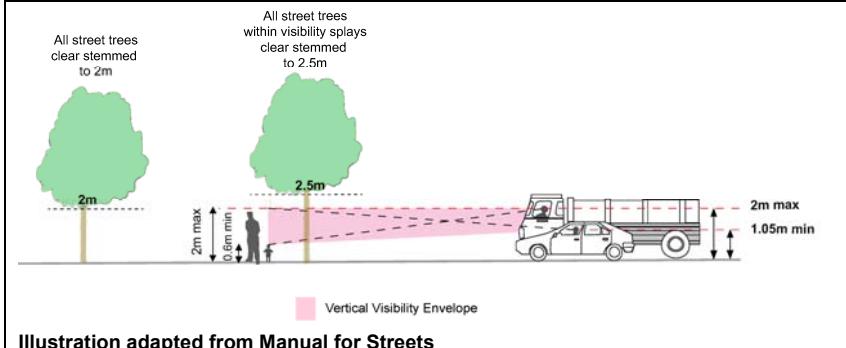 All street trees
clear stemmed
to 2m
All street trees
within visibility splays
clear stemmed
to 2.5m
2m
2.5m
2m max
0.6m min
2m max
1.05m min
Vertical Visibility Envelope
Illustration adapted from Manual for Streets